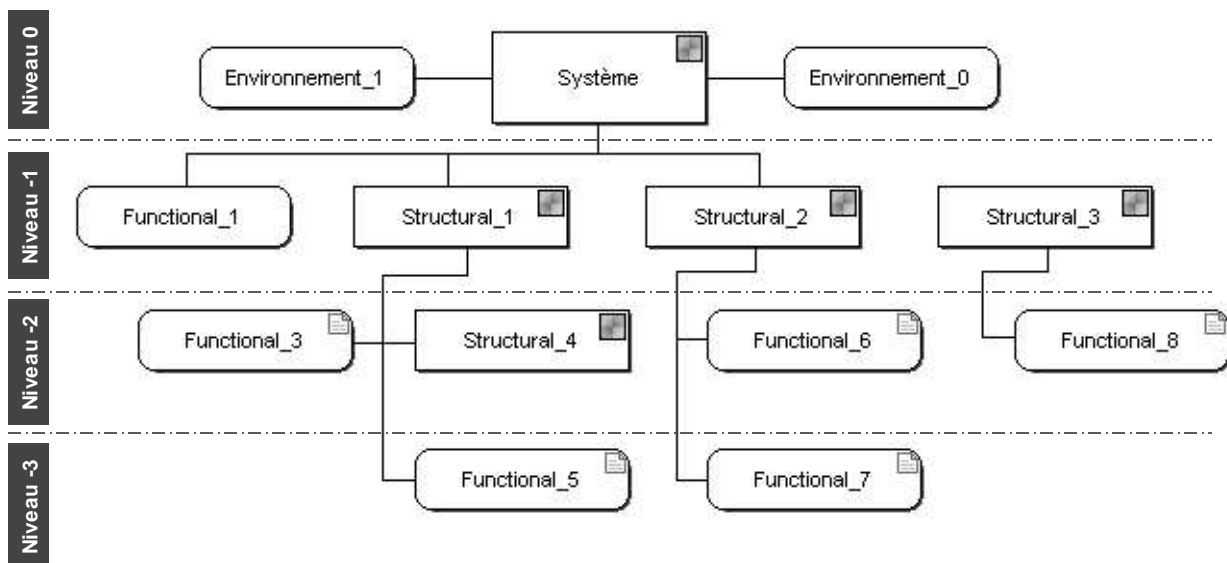 Niveau 0
Environnement_1
Système
Environnement_0
Niveau -1
Functional_1
Structural_1
Structural_2
Structural_3
Niveau -2
Functional_3
Structural_4
Functional_6
Functional_8
Niveau -3
Functional_5
Functional_7